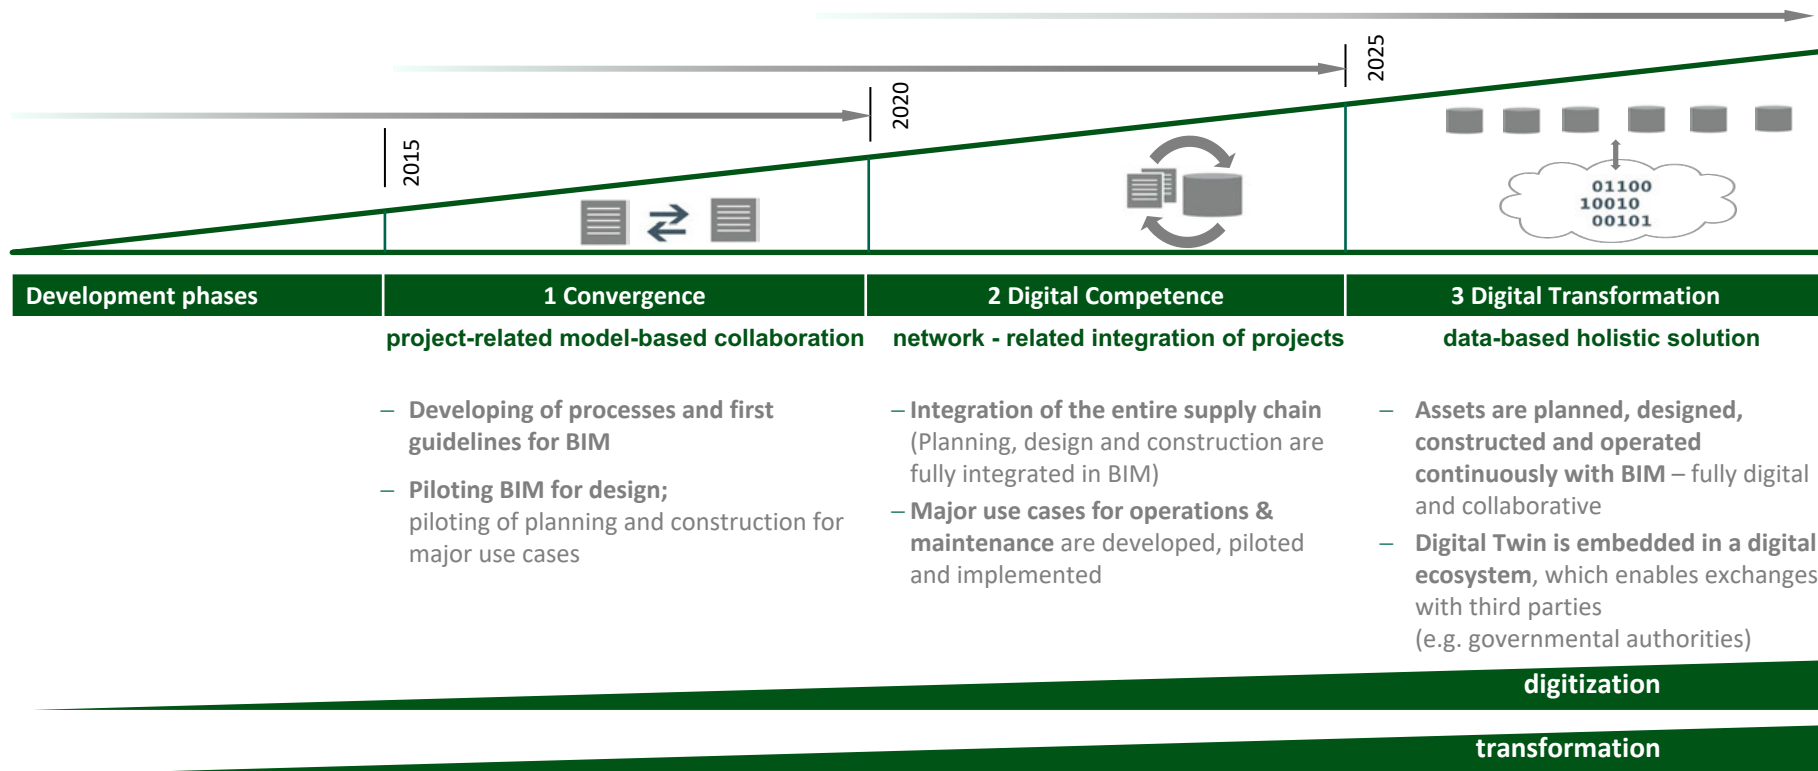 2015
2020
2025
01100
10010
00101
Development phases
1 Convergence
2 Digital Competence
3 Digital Transformation
project-related model-based collaboration
network - related integration of projects
data-based holistic solution
– Developing of processes and first
guidelines for BIM
– Piloting BIM for design;
piloting of planning and construction for
major use cases
– Integration of the entire supply chain
(Planning, design and construction are
fully integrated in BIM)
– Major use cases for operations &
maintenance are developed, piloted
and implemented
– Assets are planned, designed,
constructed and operated
continuously with BIM – fully digital
and collaborative
– Digital Twin is embedded in a digital
ecosystem, which enables exchanges
with third parties
(e.g. governmental authorities)
digitization
transformation